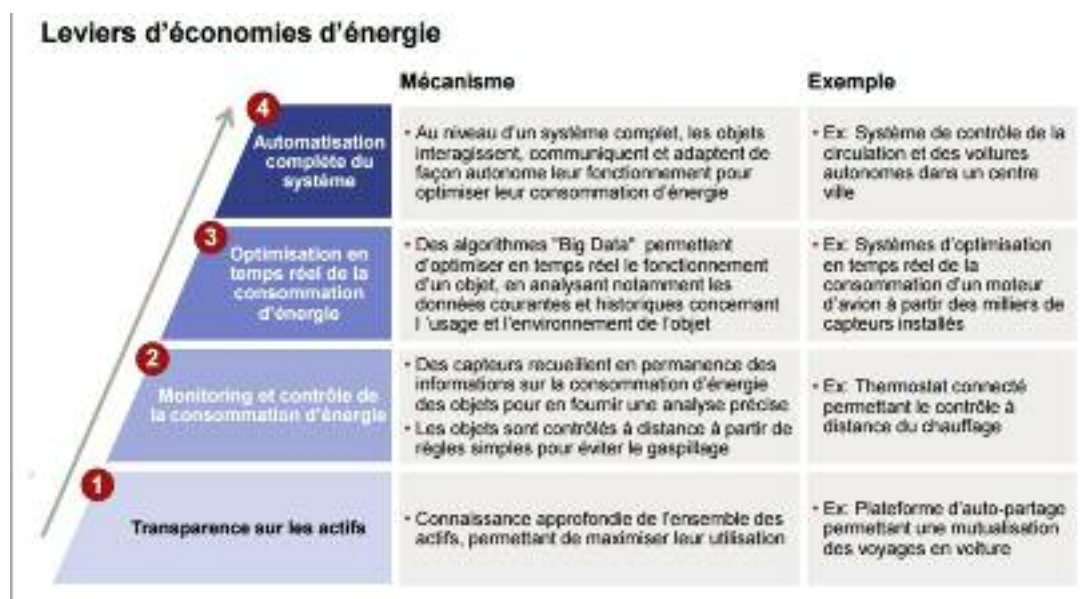 Leviers d'économies d'énergie
Mécanisme
Exemple
4
Automatisation
complète du
système
• Au niveau d'un système complet, les objets
interagissent, communiquent et adaptent de
façon autonome leur fonctionnement pour
optimiser leur consommation d'énergie
• Ex: Système de contrôle de la
circulation et des voitures
autonomes dans un centre
ville
3
Optimisation en
temps réel de la
consommation
d'énergie
• Des algorithmes "Big Data" permettent
d'optimiser en temps réel le fonctionnement
d'un objet, en analysant notamment les
données courantes et historiques concernant
l 'usage et l'environnement de l'objet
• Ex: Systèmes d'optimisation
en temps réel de la
consommation d'un moteur
d'avion à partir des milliers de
capteurs installés
2
Monitoring et contrôle de
la consommation d'énergie
• Des capteurs recueillent en permanence des
informations sur la consommation d'énergie
des objets pour en fournir une analyse précise
• Les objets sont contrôlés à distance à partir de
règles simples pour éviter le gaspillage
• Ex: Thermostat connecté
permettant le contrôle à
distance du chauffage
1
Transparence sur les actifs
• Connaissance approfondie de l'ensemble des
actifs, permettant de maximiser leur utilisation
• Ex: Plateforme d'auto-partage
permettant une mutualisation
des voyages en voiture